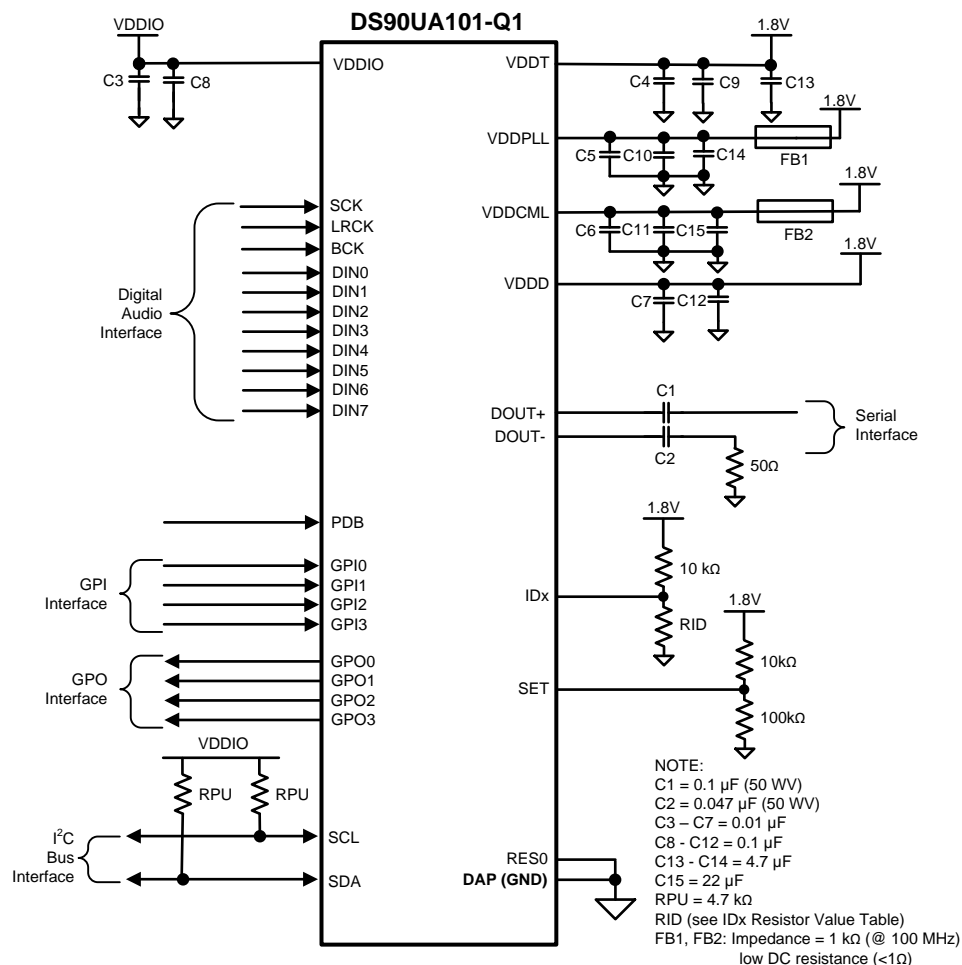 DS90UA101-Q1
VDDIO
C3
C8
VDDIO
VDDT
1.8V
C4
C9
C13
VDDPLL
1.8V
C5
C10
C14
FB1
VDDCML
1.8V
C6
C11
C15
FB2
VDDD
1.8V
C7
C12
Digital
Audio
Interface
SCK
LRCK
BCK
DIN0
DIN1
DIN2
DIN3
DIN4
DIN5
DIN6
DIN7
DOUT+
DOUT-
C1
C2
50Ω
Serial
Interface
PDB
GPI
Interface
GPI0
GPI1
GPI2
GPI3
GPO
Interface
GPO0
GPO1
GPO2
GPO3
IDx
1.8V
10 kΩ
RID
SET
1.8V
10kΩ
100kΩ
VDDIO
RPU
RPU
I2C
Bus
Interface
SCL
SDA
RES0
DAP (GND)
NOTE:
C1 = 0.1 µF (50 WV)
C2 = 0.047 µF (50 WV)
C3 – C7 = 0.01 µF
C8 - C12 = 0.1 µF
C13 - C14 = 4.7 µF
C15 = 22 µF
RPU = 4.7 kΩ
RID (see IDx Resistor Value Table)
FB1, FB2: Impedance = 1 kΩ (@ 100 MHz)
low DC resistance (<1Ω)